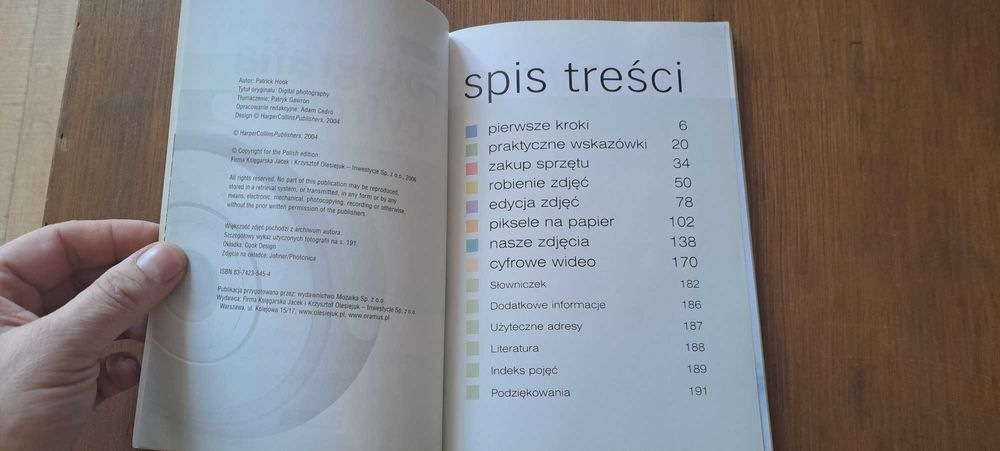 Autor: Patrick Hook
Tytuł oryginału: Digital photography
Tłumaczenie: Patryk Gawron
Opracowanie redakcyjne: Adam Cedro
Design © HarperCollinsPublishers, 2004
© HarperCollinsPublishers, 2004
© Copyright for the Polish edition:
Firma Księgarska Jacek i Krzysztof Olesiejuk – Inwestycje Sp. z o.o., 2006
All rights reserved. No part of this publication may be reproduced,
stored in a retrieval system, or transmitted, in any form or by any
means, electronic, mechanical, photocopying, recording or otherwise,
without the prior written permission of the publishers.
Większość zdjęć pochodzi z archiwum autora.
Szczegółowy wykaz użyczonych fotografii na s. 191.
Okładka: Cook Design
Zdjęcia na okładce: Johner/Photonica
ISBN 83-7423-545-4
Publikacja przygotowana przez: wydawnictwo Mozaika Sp. z o.o.
Wydawca: Firma Księgarska Jacek i Krzysztof Olesiejuk – Inwestycje Sp. z o.o.
Warszawa, ul. Kolejowa 15/17, www.olesiejuk.pl, www.oramus.pl
spis treści
pierwsze kroki 6
praktyczne wskazówki 20
zakup sprzętu 34
robienie zdjęć 50
edycja zdjęć 78
piksele na papier 102
nasze zdjęcia 138
cyfrowe wideo 170
Słowniczek 182
Dodatkowe informacje 186
Użyteczne adresy 187
Literatura 188
Indeks pojęć 189
Podziękowania 191